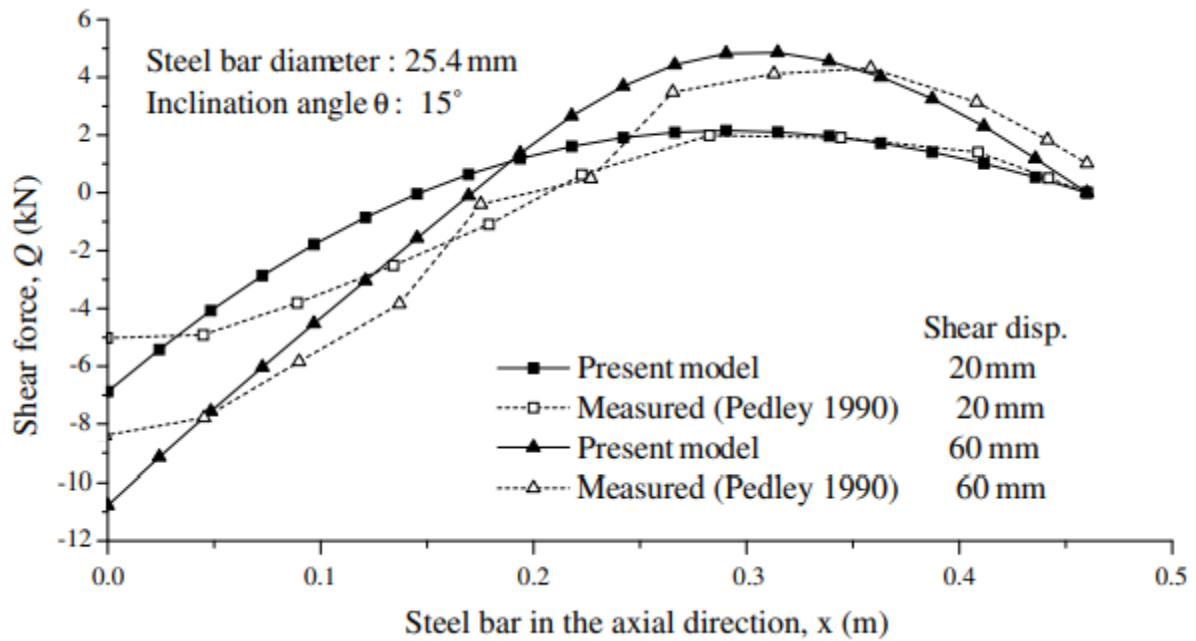 6
4
2
0
-2
-4
-6
-8
-10
-12
Shear force, Q (kN)
Steel bar diameter : 25.4 mm
Inclination angle θ : 15°
Shear disp.
Present model 20 mm
Measured (Pedley 1990) 20 mm
Present model 60 mm
Measured (Pedley 1990) 60 mm
0.0 0.1 0.2 0.3 0.4 0.5
Steel bar in the axial direction, x (m)